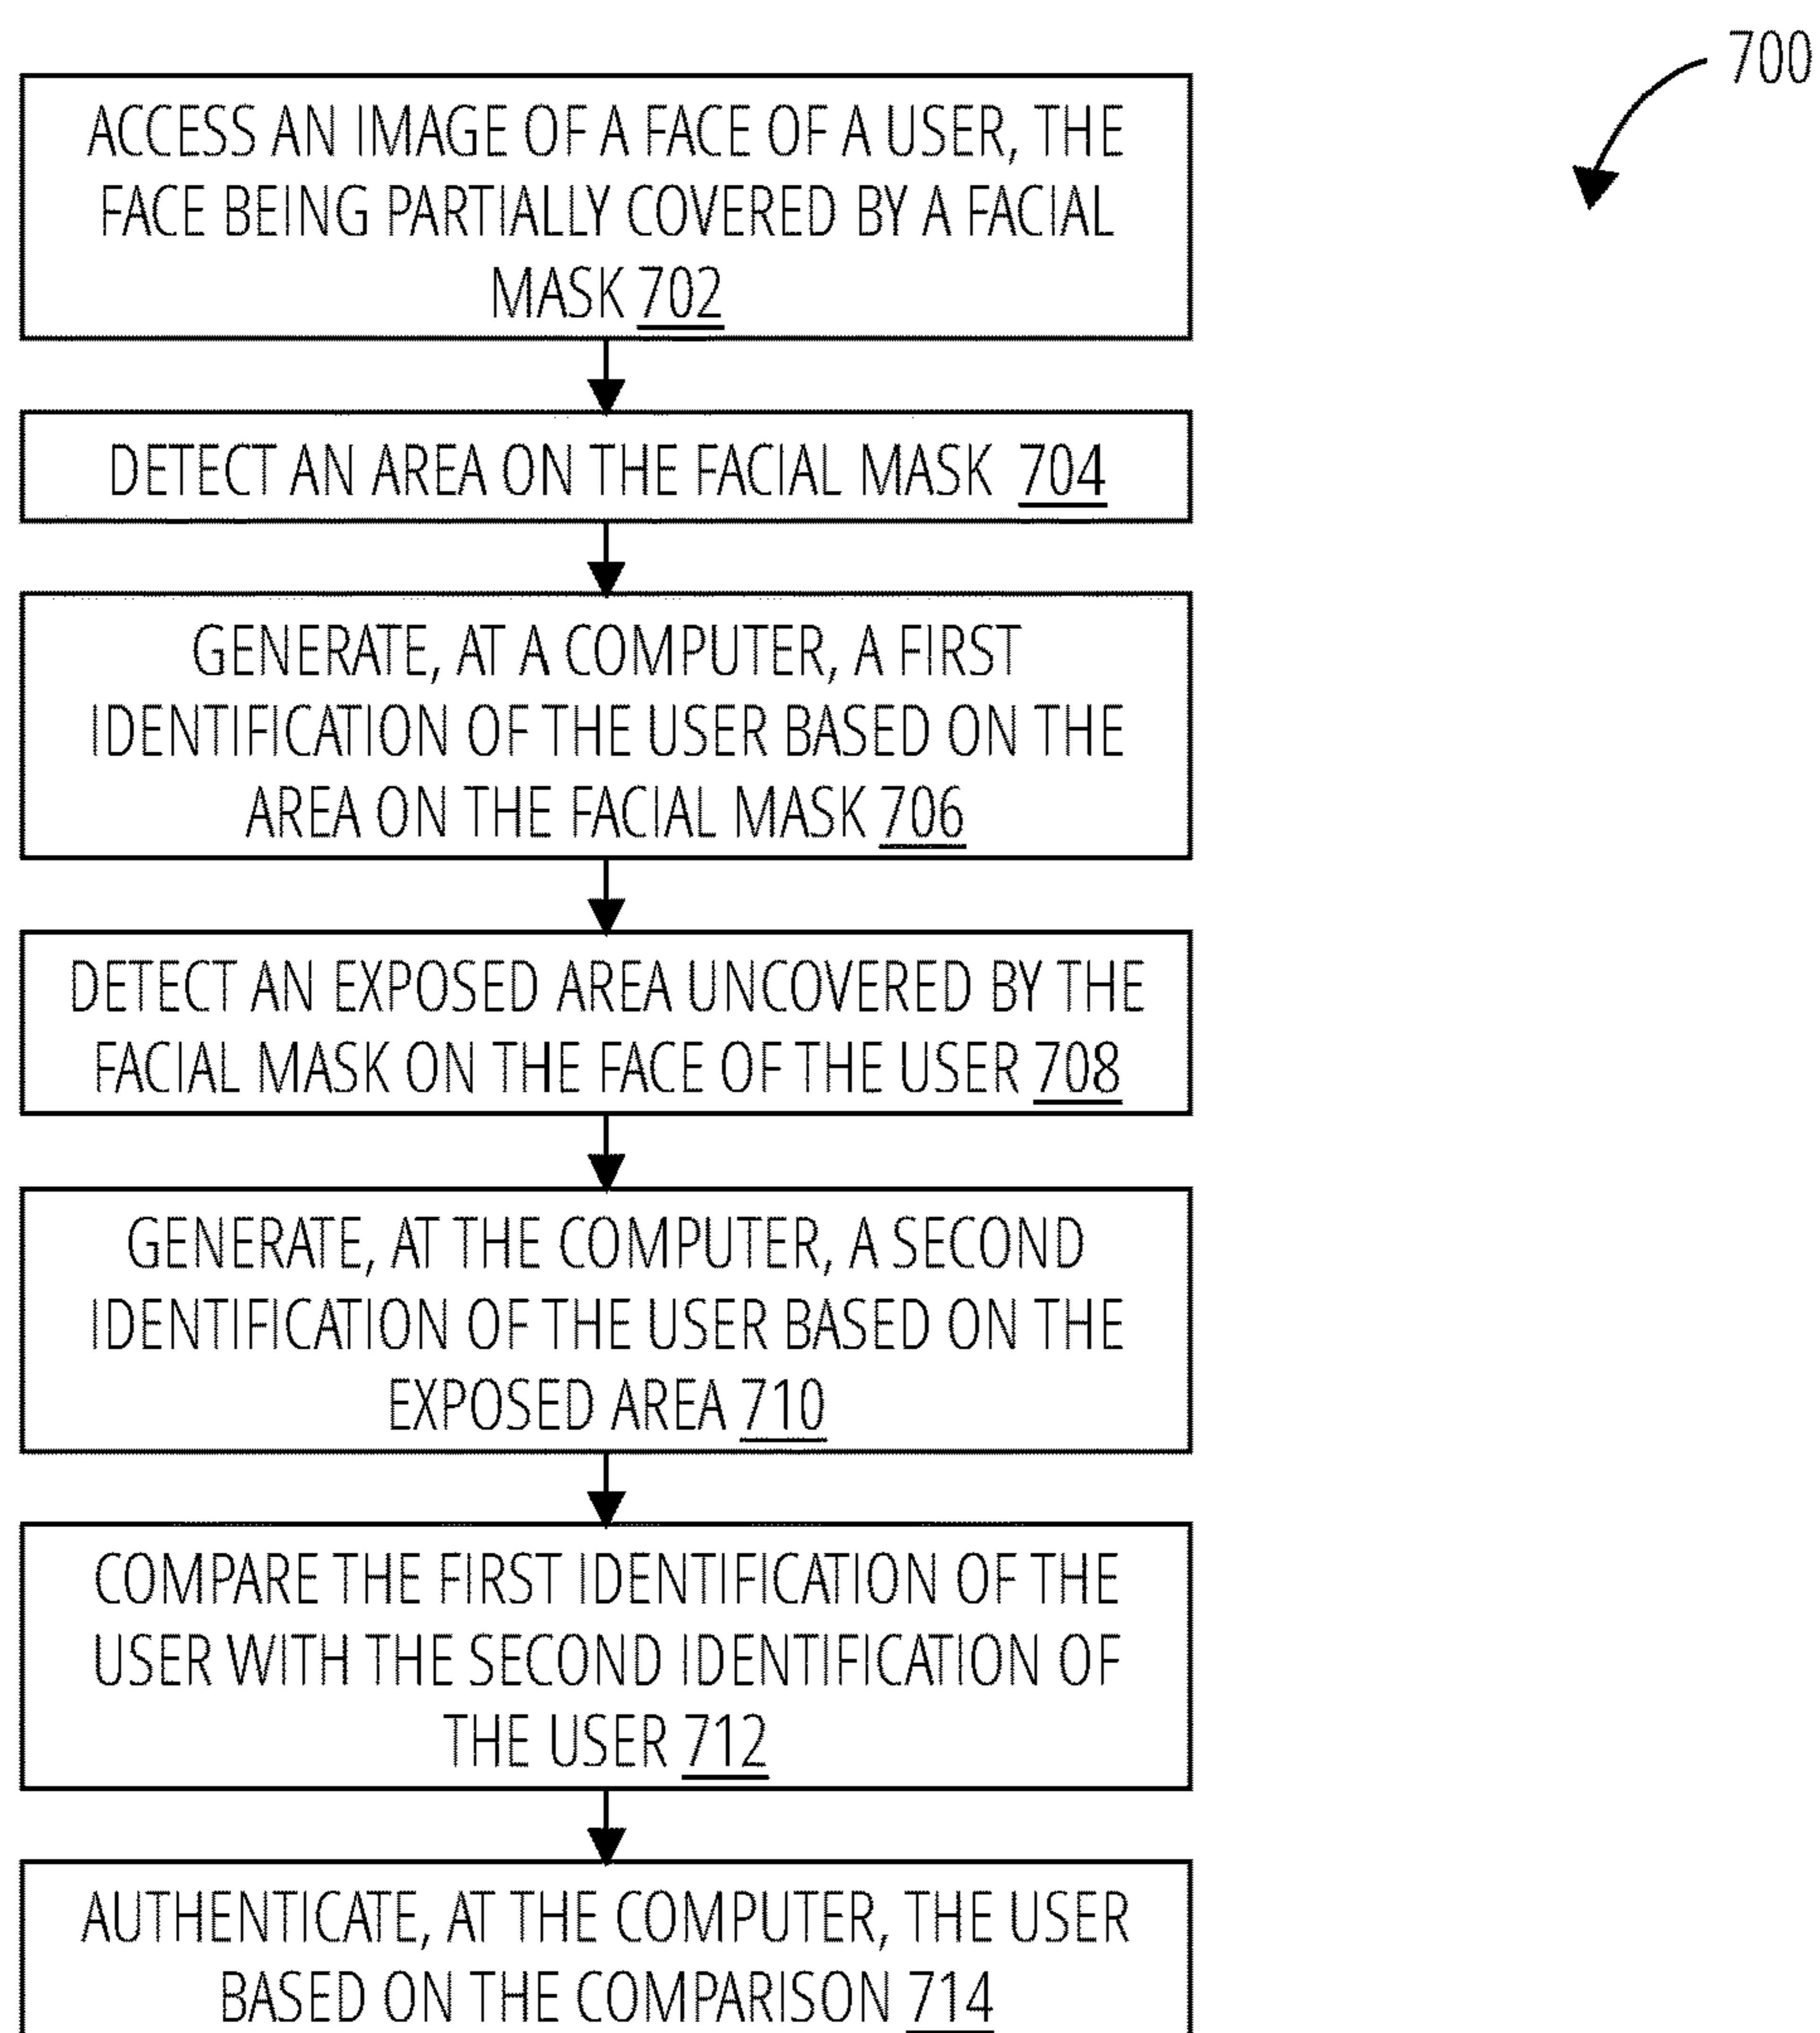 700
ACCESS AN IMAGE OF A FACE OF A USER, THE
FACE BEING PARTIALLY COVERED BY A FACIAL
MASK 702
DETECT AN AREA ON THE FACIAL MASK 704
GENERATE, AT A COMPUTER, A FIRST
IDENTIFICATION OF THE USER BASED ON THE
AREA ON THE FACIAL MASK 706
DETECT AN EXPOSED AREA UNCOVERED BY THE
FACIAL MASK ON THE FACE OF THE USER 708
GENERATE, AT THE COMPUTER, A SECOND
IDENTIFICATION OF THE USER BASED ON THE
EXPOSED AREA 710
COMPARE THE FIRST IDENTIFICATION OF THE
USER WITH THE SECOND IDENTIFICATION OF
THE USER 712
AUTHENTICATE, AT THE COMPUTER, THE USER
BASED ON THE COMPARISON 714